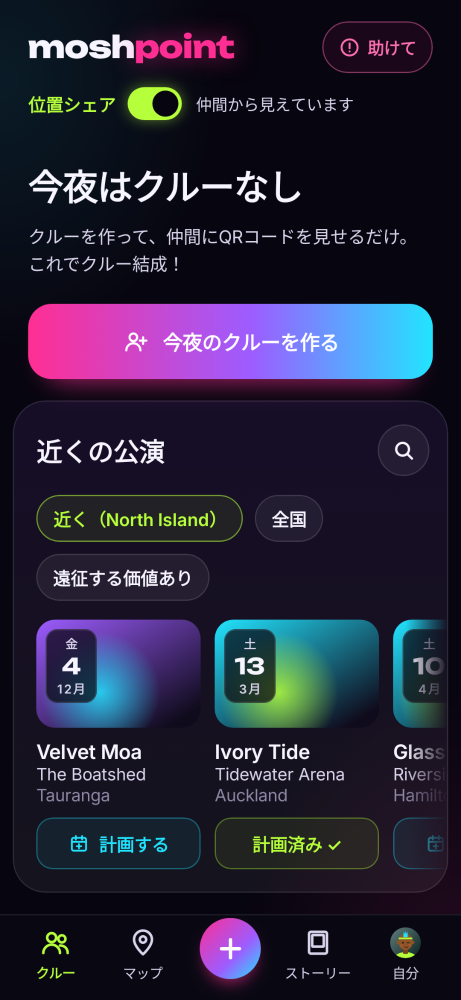 moshpoint
助けて
位置シェア
仲間から見えています
今夜はクルーなし
クルーを作って、仲間にQRコードを見せるだけ。
これでクルー結成！
今夜のクルーを作る
近くの公演
近く（North Island）
全国
遠征する価値あり
金
4
12月
Velvet Moa
The Boatshed
Tauranga
計画する
土
13
3月
Ivory Tide
Tidewater Arena
Auckland
計画済み ✓
土
10
4月
Glass
Riversi
Hamilt
クルー
マップ
ストーリー
自分